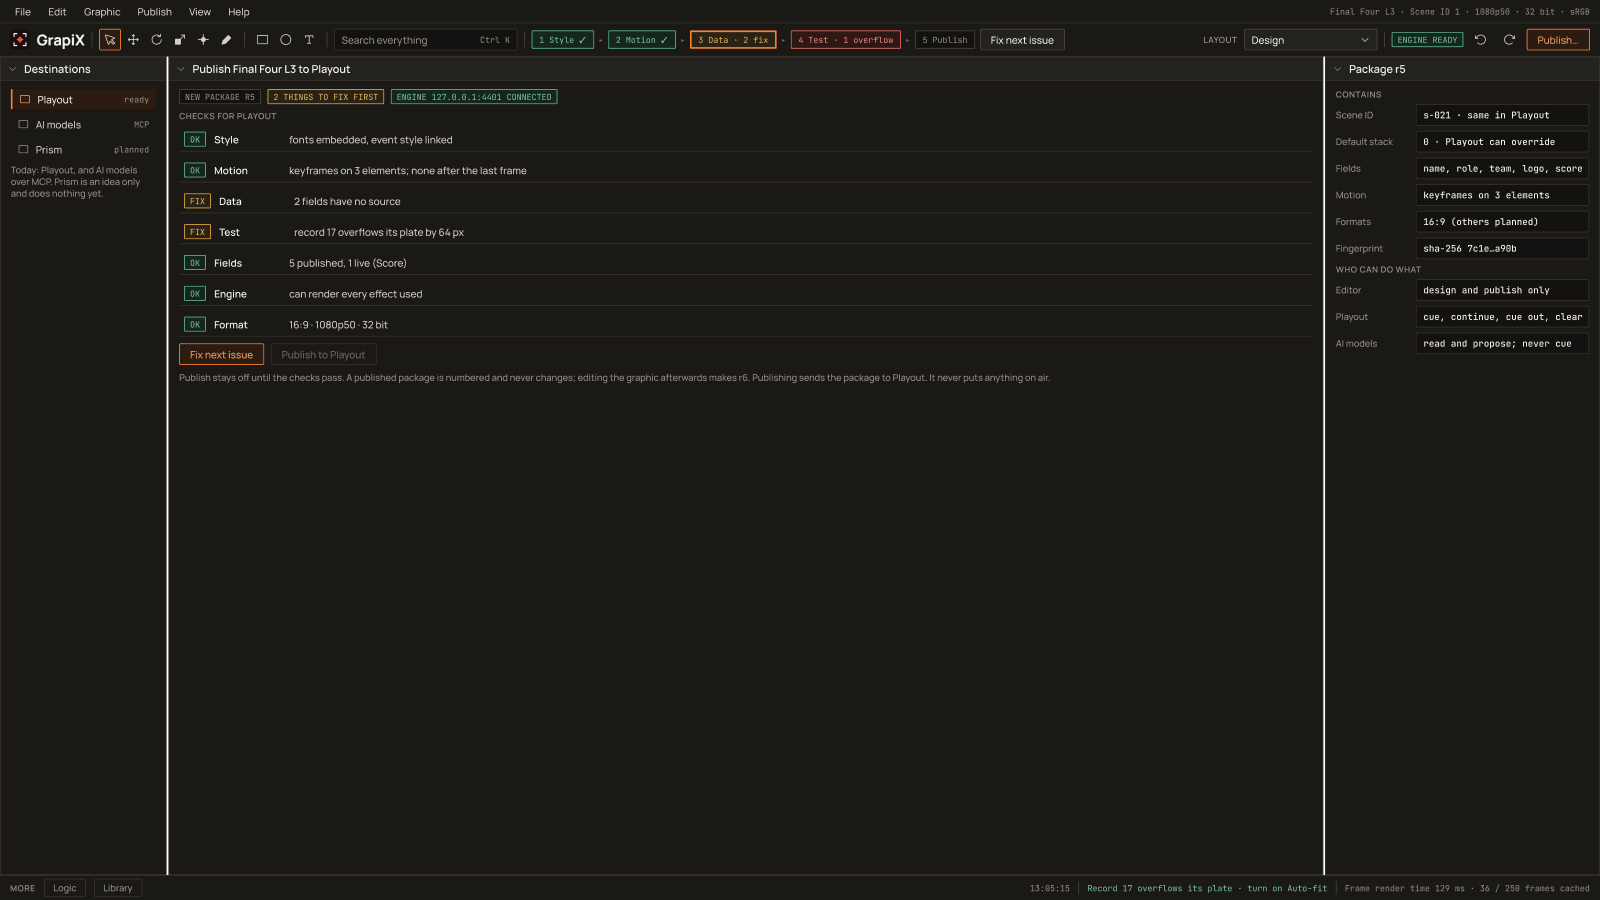 File Edit Graphic Publish View Help
Final Four L3 · Scene ID 1 · 1080p50 · 32 bit · sRGB
GrapiX
Search everything Ctrl K
1 Style ✓ ▸ 2 Motion ✓ ▸ 3 Data · 2 fix ▸ 4 Test · 1 overflow ▸ 5 Publish
Fix next issue
LAYOUT Design
ENGINE READY
Publish…
Destinations
Playout ready
AI models MCP
Prism planned
Today: Playout, and AI models
over MCP. Prism is an idea only
and does nothing yet.
Publish Final Four L3 to Playout
NEW PACKAGE R5 2 THINGS TO FIX FIRST ENGINE 127.0.0.1:4401 CONNECTED
CHECKS FOR PLAYOUT
OK Style fonts embedded, event style linked
OK Motion keyframes on 3 elements; none after the last frame
FIX Data 2 fields have no source
FIX Test record 17 overflows its plate by 64 px
OK Fields 5 published, 1 live (Score)
OK Engine can render every effect used
OK Format 16:9 · 1080p50 · 32 bit
Fix next issue Publish to Playout
Publish stays off until the checks pass. A published package is numbered and never changes; editing the graphic afterwards makes r6. Publishing sends the package to Playout. It never puts anything on air.
Package r5
CONTAINS
Scene ID s-021 · same in Playout
Default stack 0 · Playout can override
Fields name, role, team, logo, score
Motion keyframes on 3 elements
Formats 16:9 (others planned)
Fingerprint sha-256 7c1e…a90b
WHO CAN DO WHAT
Editor design and publish only
Playout cue, continue, cue out, clear
AI models read and propose; never cue
MORE Logic Library
13:05:15 Record 17 overflows its plate · turn on Auto-fit Frame render time 129 ms · 36 / 250 frames cached